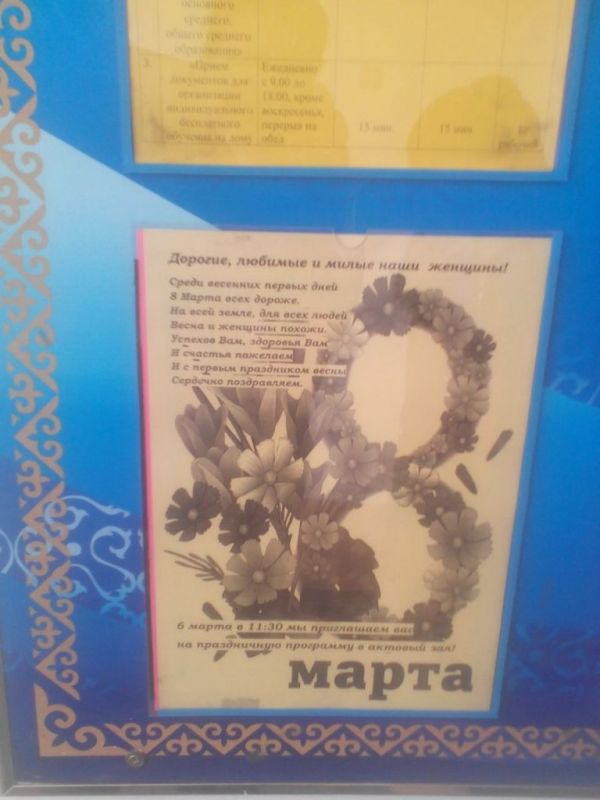 основного
среднего,
общего среднего
образования»
3. «Прием Ежедневно
документов для с 9.00 до
организации 18.00, кроме
индивидуального воскресенья,
бесплатного перерыв на 15 мин. 15 мин.
обучения на дому обед
Дорогие, любимые и милые наши женщины!
Среди весенних первых дней
8 Марта всех дороже.
На всей земле, для всех людей
Весна и женщины похожи.
Успехов Вам, здоровья Вам
И счастья пожелаем
И с первым праздником весны
Сердечно поздравляем.
8
6 марта в 11:30 мы приглашаем вас
на праздничную программу в актовый зал!
марта